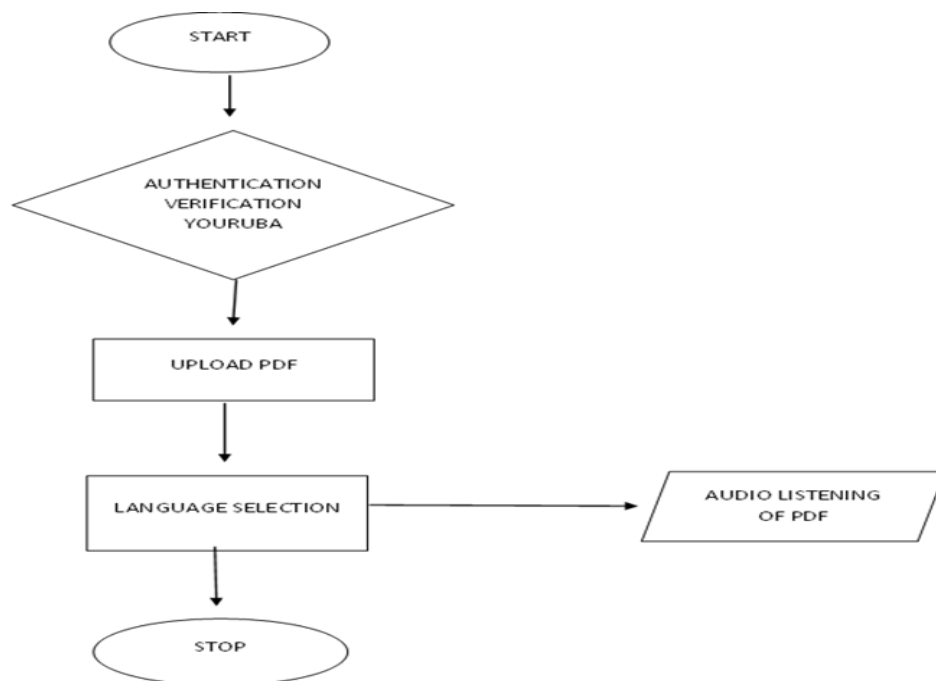 START
AUTHENTICATION
VERIFICATION
YOURUBA
UPLOAD PDF
LANGUAGE SELECTION
AUDIO LISTENING
OF PDF
STOP